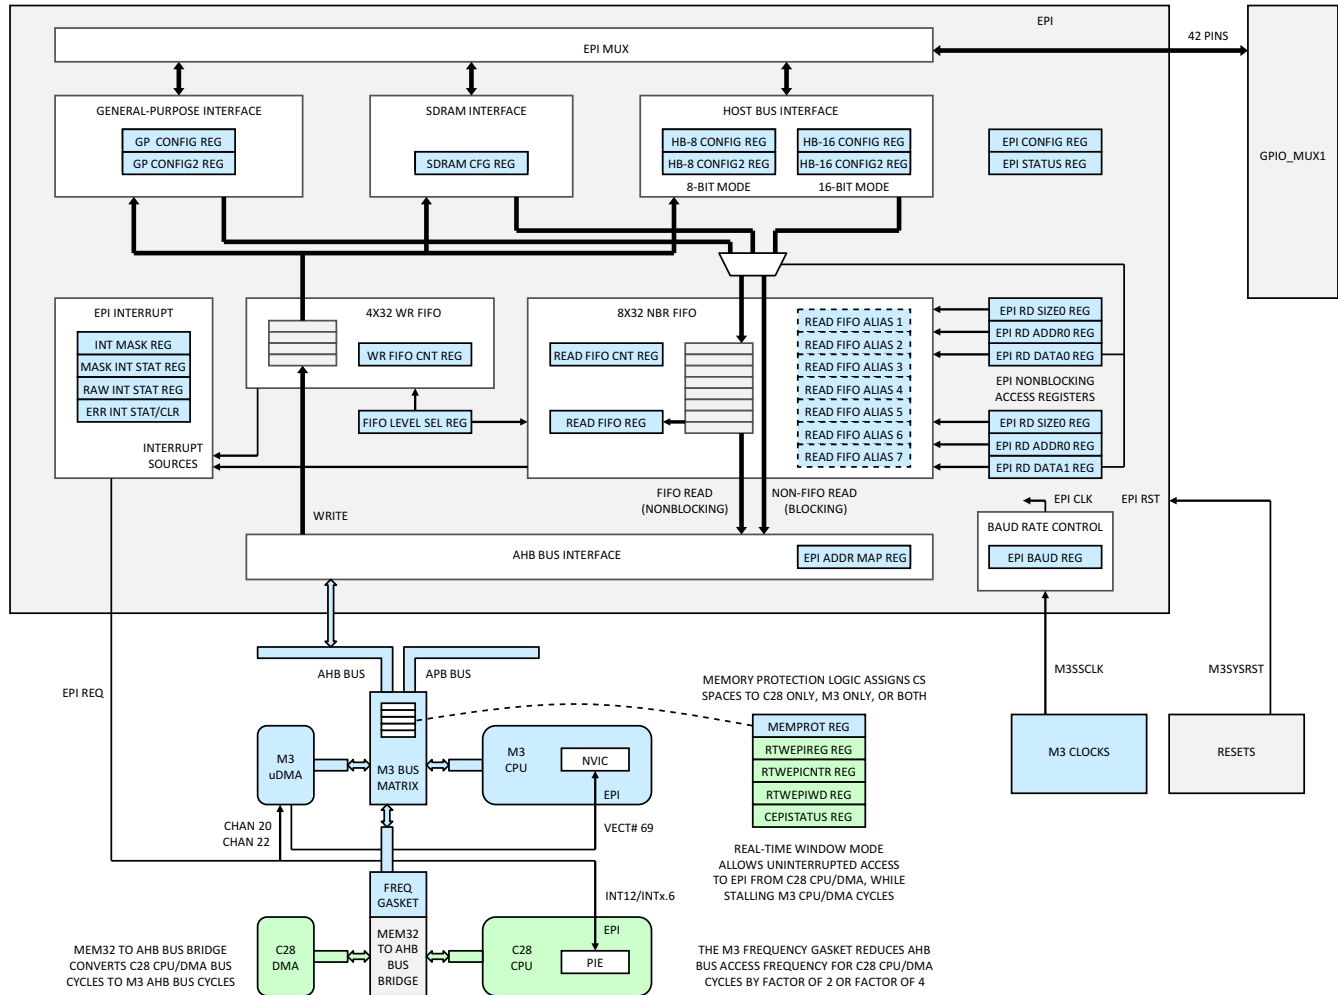 EPI
EPI MUX
42 PINS
GPIO_MUX1
GENERAL-PURPOSE INTERFACE
GP CONFIG REG
GP CONFIG2 REG
SDRAM INTERFACE
SDRAM CFG REG
HOST BUS INTERFACE
HB-8 CONFIG REG
HB-8 CONFIG2 REG
8-BIT MODE
HB-16 CONFIG REG
HB-16 CONFIG2 REG
16-BIT MODE
EPI CONFIG REG
EPI STATUS REG
EPI INTERRUPT
INT MASK REG
MASK INT STAT REG
RAW INT STAT REG
ERR INT STAT/CLR
INTERRUPT
SOURCES
4X32 WR FIFO
WR FIFO CNT REG
FIFO LEVEL SEL REG
8X32 NBR FIFO
READ FIFO CNT REG
READ FIFO REG
READ FIFO ALIAS 1
READ FIFO ALIAS 2
READ FIFO ALIAS 3
READ FIFO ALIAS 4
READ FIFO ALIAS 5
READ FIFO ALIAS 6
READ FIFO ALIAS 7
EPI RD SIZE0 REG
EPI RD ADDR0 REG
EPI RD DATA0 REG
EPI NONBLOCKING
ACCESS REGISTERS
EPI RD SIZE0 REG
EPI RD ADDR0 REG
EPI RD DATA1 REG
WRITE
FIFO READ
(NONBLOCKING)
NON-FIFO READ
(BLOCKING)
EPI CLK
EPI RST
BAUD RATE CONTROL
EPI BAUD REG
AHB BUS INTERFACE
EPI ADDR MAP REG
AHB BUS
APB BUS
EPI REQ
M3SSCLK
M3SYSRST
MEMORY PROTECTION LOGIC ASSIGNS CS
SPACES TO C28 ONLY, M3 ONLY, OR BOTH
MEMPROT REG
RTWEPIREG REG
RTWEPICNTR REG
RTWEPIWD REG
CEPISTATUS REG
M3 CLOCKS
RESETS
M3
uDMA
M3 BUS
MATRIX
M3
CPU
NVIC
EPI
CHAN 20
CHAN 22
VECT# 69
REAL-TIME WINDOW MODE
ALLOWS UNINTERRUPTED ACCESS
TO EPI FROM C28 CPU/DMA, WHILE
STALLING M3 CPU/DMA CYCLES
FREQ
GASKET
INT12/INTx.6
MEM32 TO AHB BUS BRIDGE
CONVERTS C28 CPU/DMA BUS
CYCLES TO M3 AHB BUS CYCLES
C28
DMA
MEM32
TO AHB
BUS
BRIDGE
C28
CPU
EPI
PIE
THE M3 FREQUENCY GASKET REDUCES AHB
BUS ACCESS FREQUENCY FOR C28 CPU/DMA
CYCLES BY FACTOR OF 2 OR FACTOR OF 4